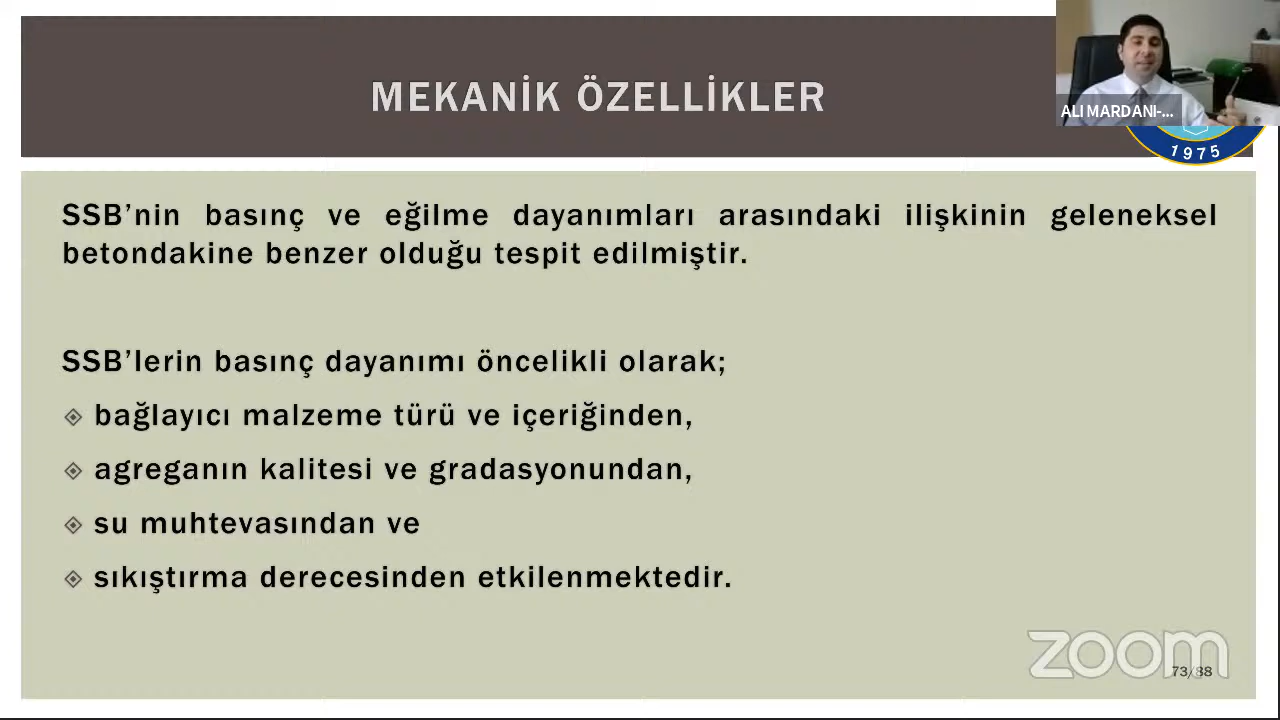 MEKANİK ÖZELLİKLER
ALI MARDANI-...
1975
SSB’nin basınç ve eğilme dayanımları arasındaki ilişkinin geleneksel
betondakine benzer olduğu tespit edilmiştir.
SSB’lerin basınç dayanımı öncelikli olarak;
bağlayıcı malzeme türü ve içeriğinden,
agreganın kalitesi ve gradasyonundan,
su muhtevasından ve
sıkıştırma derecesinden etkilenmektedir.
zoom
73/88